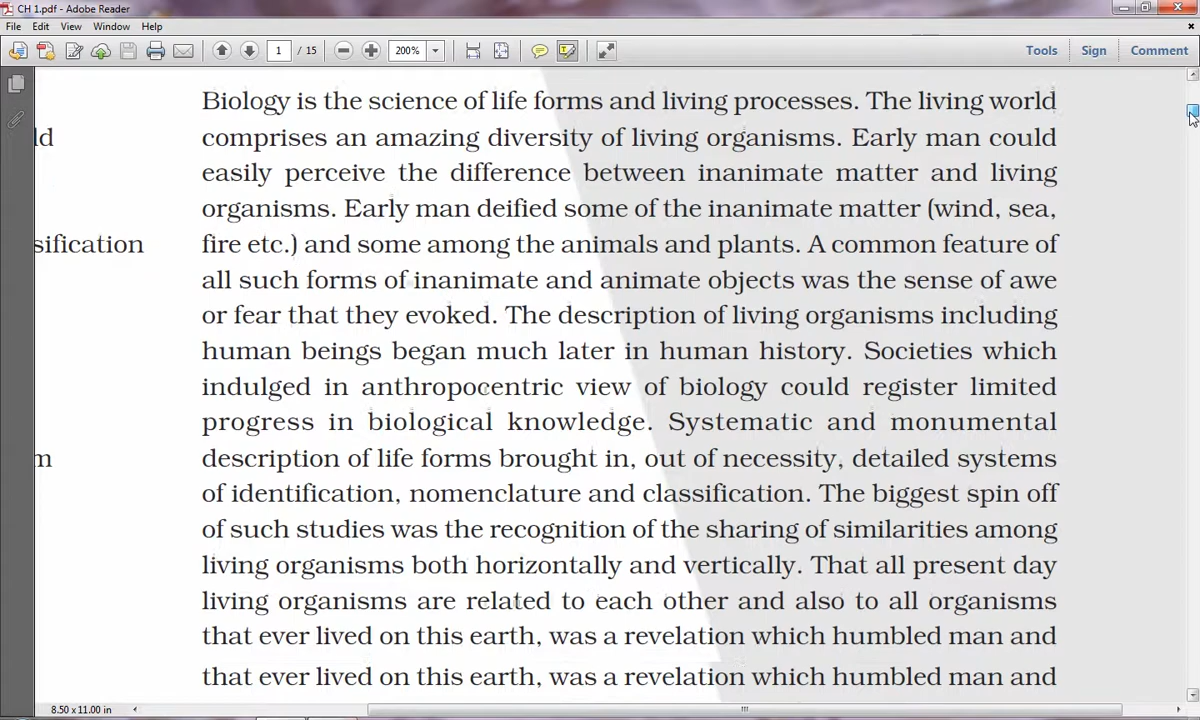 CH 1.pdf - Adobe Reader
File Edit View Window Help
1 / 15 200% Tools Sign Comment
Biology is the science of life forms and living processes. The living world
ld comprises an amazing diversity of living organisms. Early man could
easily perceive the difference between inanimate matter and living
organisms. Early man deified some of the inanimate matter (wind, sea,
sification fire etc.) and some among the animals and plants. A common feature of
all such forms of inanimate and animate objects was the sense of awe
or fear that they evoked. The description of living organisms including
human beings began much later in human history. Societies which
indulged in anthropocentric view of biology could register limited
progress in biological knowledge. Systematic and monumental
m description of life forms brought in, out of necessity, detailed systems
of identification, nomenclature and classification. The biggest spin off
of such studies was the recognition of the sharing of similarities among
living organisms both horizontally and vertically. That all present day
living organisms are related to each other and also to all organisms
that ever lived on this earth, was a revelation which humbled man and
that ever lived on this earth, was a revelation which humbled man and
8.50 x 11.00 in